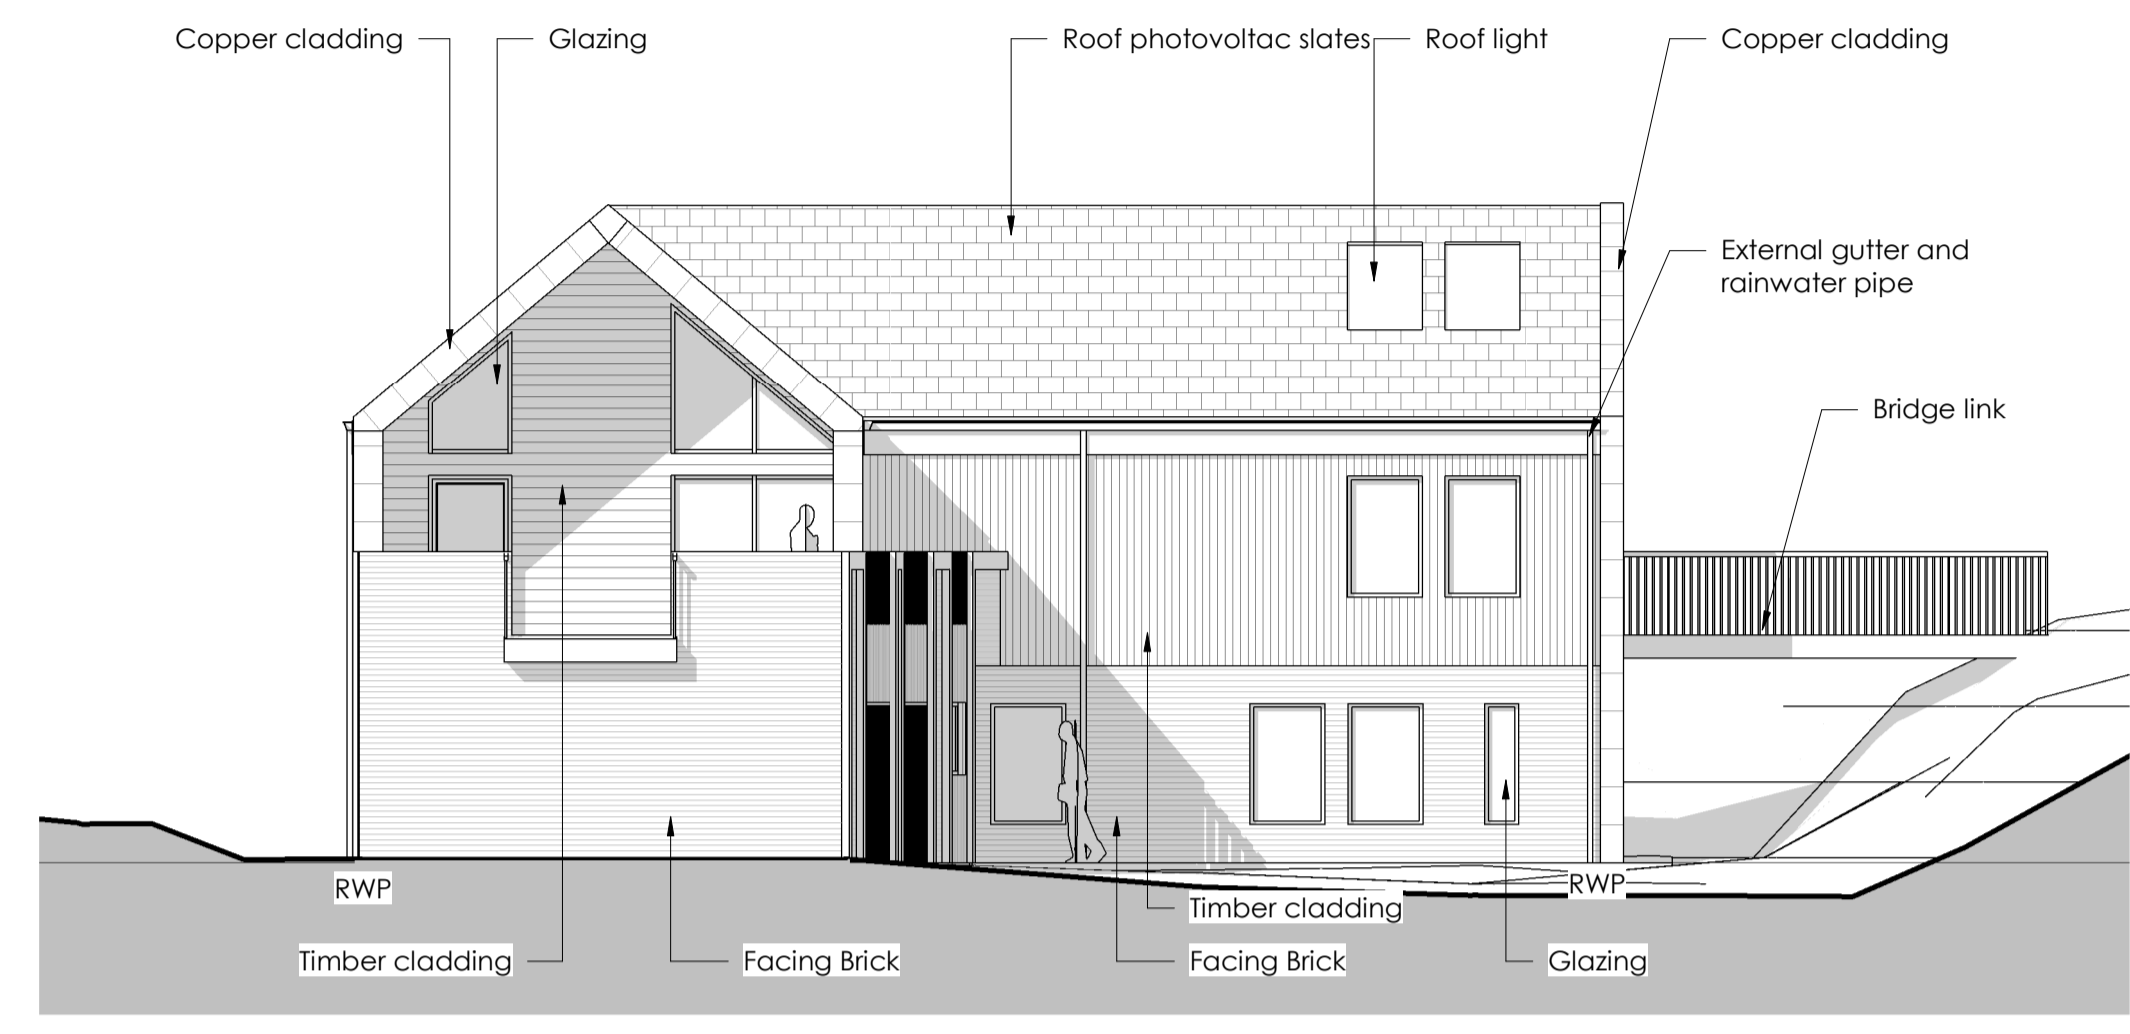 Copper cladding
Glazing
Roof photovoltac slates
Roof light
Copper cladding
External gutter and
rainwater pipe
Bridge link
RWP
RWP
Timber cladding
Timber cladding
Facing Brick
Facing Brick
Glazing